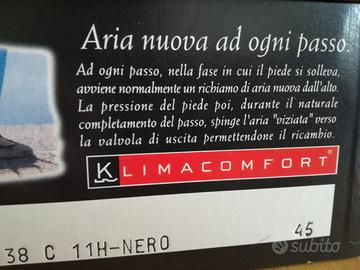 Aria nuova ad ogni passo.
Ad ogni passo, nella fase in cui il piede si solleva,
avviene normalmente un richiamo di aria nuova dall'alto.
La pressione del piede poi, durante il naturale
completamento del passo, spinge l'aria "viziata" verso
la valvola di uscita permettendone il ricambio.
KLIMACOMFORT®
45
38 C 11H-NERO
subito